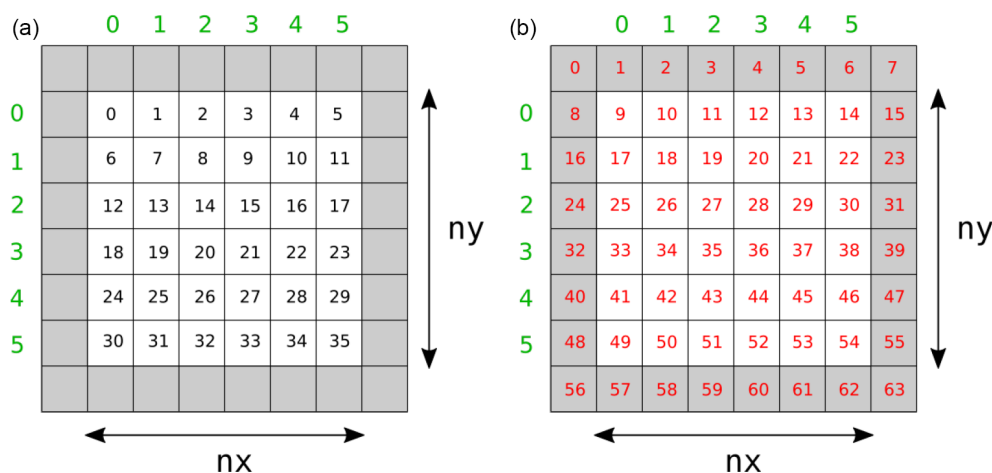 (a) 0 1 2 3 4 5
0 0 1 2 3 4 5
1 6 7 8 9 10 11
2 12 13 14 15 16 17
3 18 19 20 21 22 23
4 24 25 26 27 28 29
5 30 31 32 33 34 35
ny
nx
(b) 0 1 2 3 4 5
0 1 2 3 4 5 6 7
0 8 9 10 11 12 13 14 15
1 16 17 18 19 20 21 22 23
2 24 25 26 27 28 29 30 31
3 32 33 34 35 36 37 38 39
4 40 41 42 43 44 45 46 47
5 48 49 50 51 52 53 54 55
56 57 58 59 60 61 62 63
ny
nx